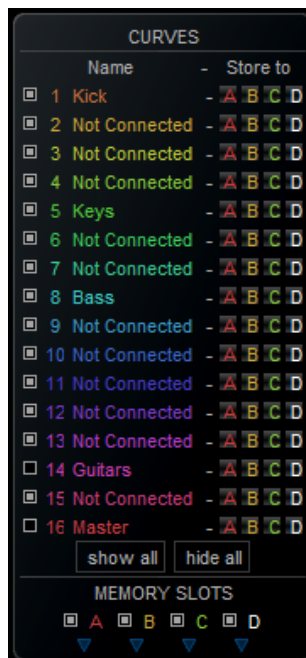 CURVES
Name - Store to
1 Kick - A B C D
2 Not Connected - A B C D
3 Not Connected - A B C D
4 Not Connected - A B C D
5 Keys - A B C D
6 Not Connected - A B C D
7 Not Connected - A B C D
8 Bass - A B C D
9 Not Connected - A B C D
10 Not Connected - A B C D
11 Not Connected - A B C D
12 Not Connected - A B C D
13 Not Connected - A B C D
14 Guitars - A B C D
15 Not Connected - A B C D
16 Master - A B C D
show all hide all
MEMORY SLOTS
A B C D